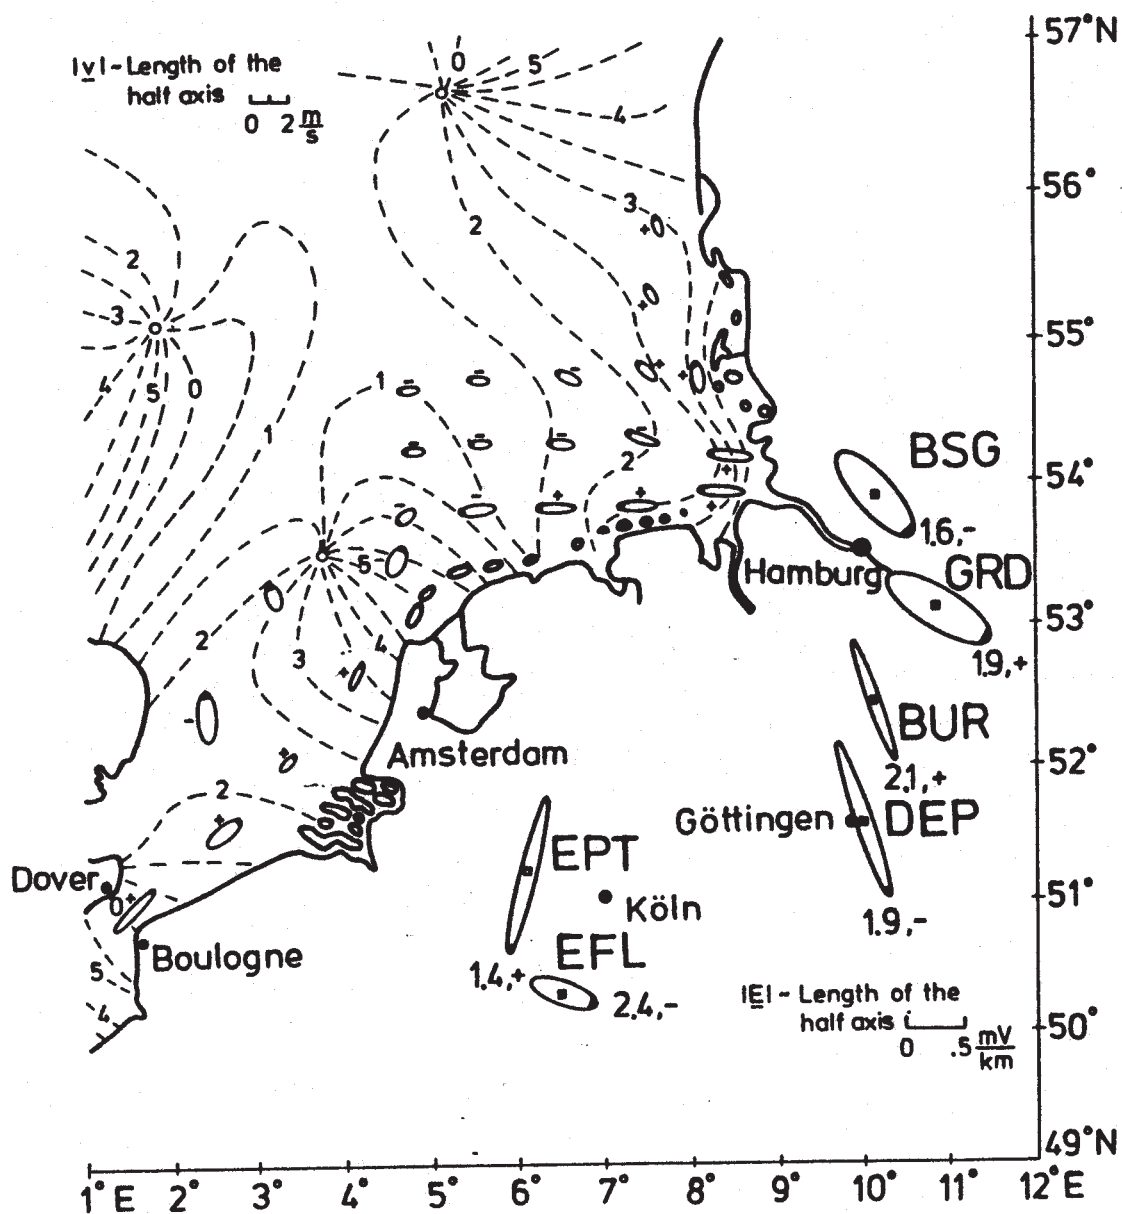 57°N
|v| - Length of the
half axis
0 2 m/s
0
5
4
56°
3
+
2
2
3
4
5
0
55°
1
1
2
-
-
-
+
+
-
-
-
-
+
BSG
54°
1.6,-
-
-
+
+
+
5
-
Hamburg
GRD
53°
1.9,+
2
3
4
+
-
BUR
2.1,+
52°
Amsterdam
+
2
+
Göttingen
DEP
1.9,-
EPT
1.4,+
Köln
51°
Dover
0+
Boulogne
EFL
2.4,-
5
4
|E| - Length of the
half axis
0 .5 mV/km
50°
49°N
1°E 2° 3° 4° 5° 6° 7° 8° 9° 10° 11° 12°E